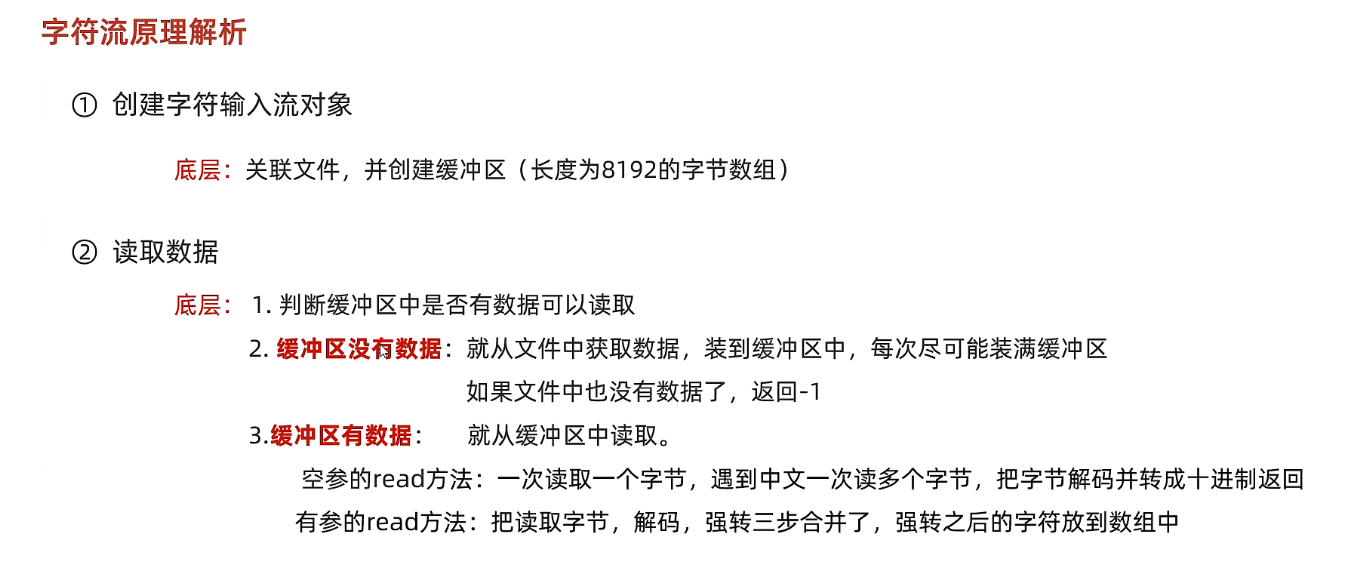 字符流原理解析
① 创建字符输入流对象
底层：关联文件，并创建缓冲区（长度为8192的字节数组）
② 读取数据
底层： 1. 判断缓冲区中是否有数据可以读取
2. 缓冲区没有数据：就从文件中获取数据，装到缓冲区中，每次尽可能装满缓冲区
如果文件中也没有数据了，返回-1
3.缓冲区有数据： 就从缓冲区中读取。
空参的read方法：一次读取一个字节，遇到中文一次读多个字节，把字节解码并转成十进制返回
有参的read方法：把读取字节，解码，强转三步合并了，强转之后的字符放到数组中